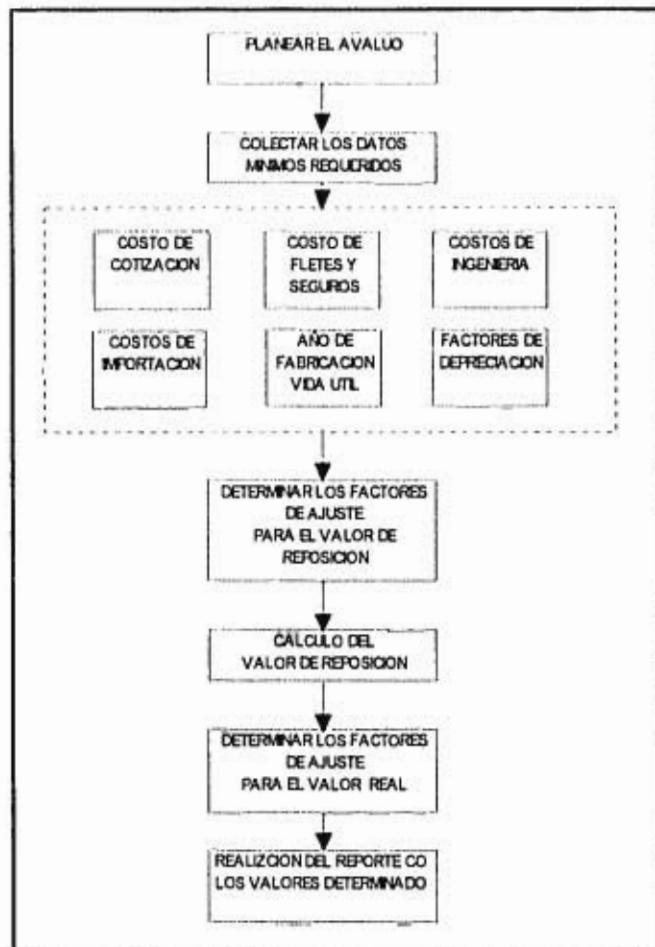 PLANEAR EL AVALUO
COLECTAR LOS DATOS
MINIMOS REQUERIDOS
COSTO DE
COTIZACION
COSTO DE
FLETES Y
SEGUROS
COSTOS DE
INGENIERIA
COSTOS DE
IMPORTACION
AÑO DE
FABRICACION
VIDA UTIL
FACTORES DE
DEPRECIACION
DETERMINAR LOS FACTORES
DE AJUSTE
PARA EL VALOR DE
REPOSICION
CALCULO DEL
VALOR DE REPOSICION
DETERMINAR LOS FACTORES
DE AJUSTE
PARA EL VALOR REAL
REALIZCION DEL REPORTE CO
LOS VALORES DETERMINADO